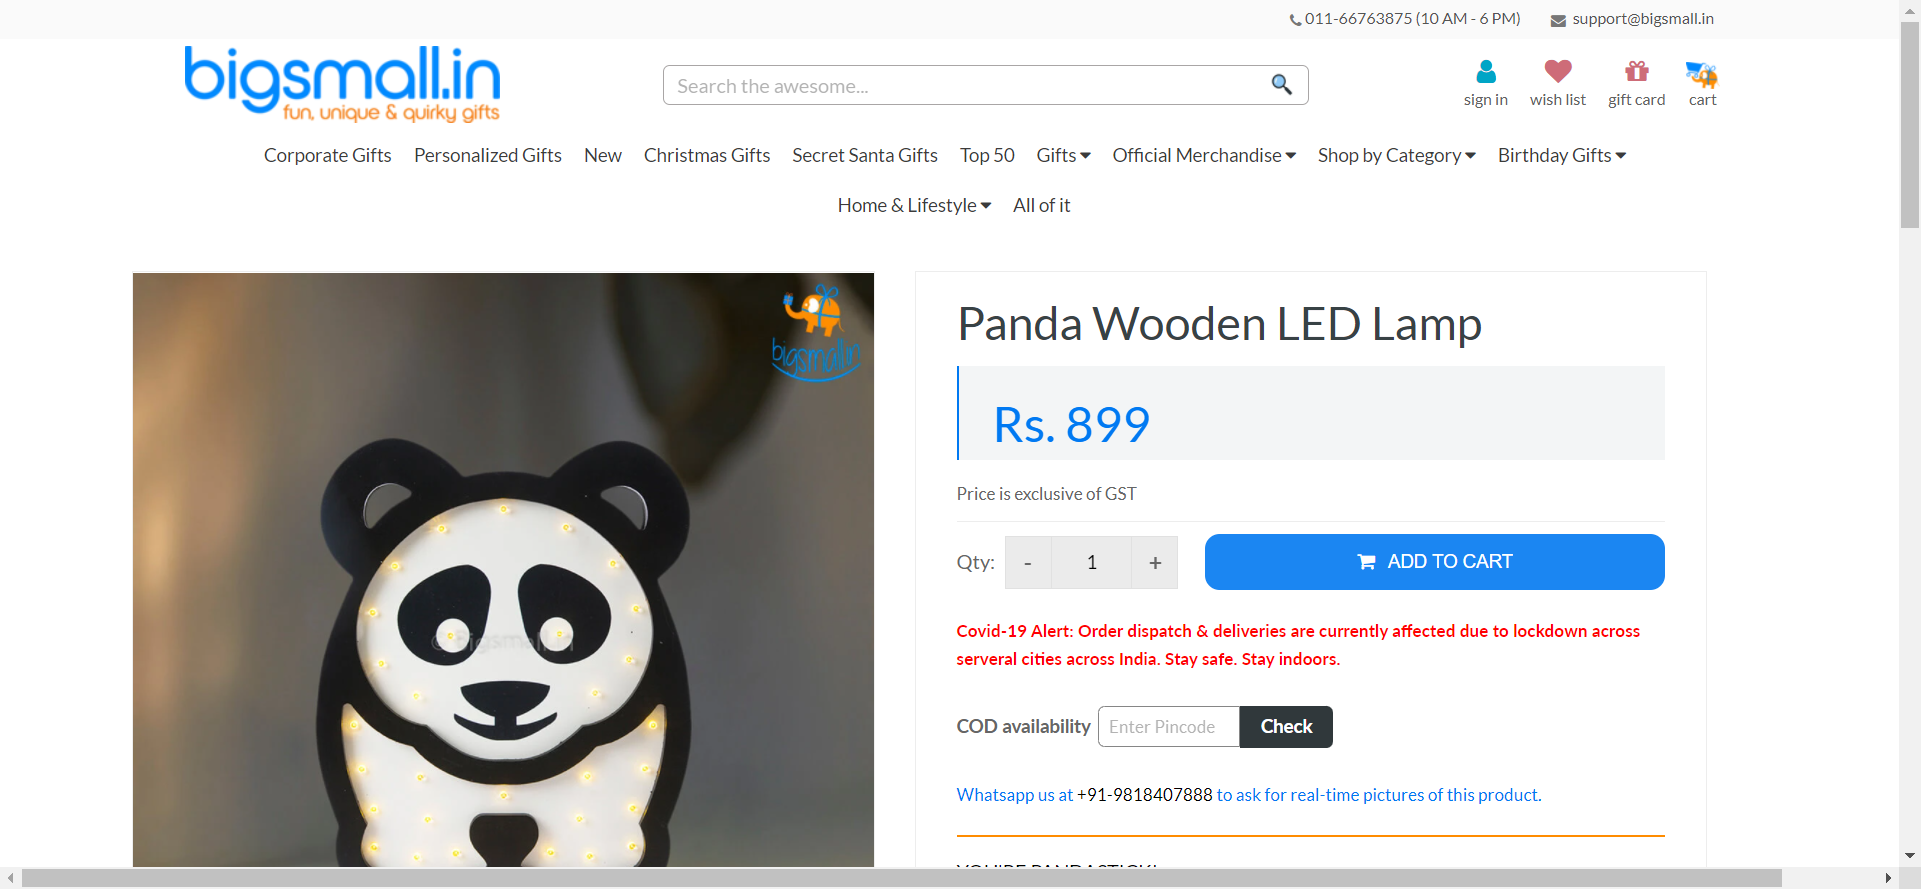 011-66763875 (10 AM - 6 PM) support@bigsmall.in
bigsmall.in
fun, unique & quirky gifts
Search the awesome...
sign in wish list gift card cart
Corporate Gifts Personalized Gifts New Christmas Gifts Secret Santa Gifts Top 50 Gifts Official Merchandise Shop by Category Birthday Gifts
Home & Lifestyle All of it
bigsmall.in
© Bigsmall.in
Panda Wooden LED Lamp
Rs. 899
Price is exclusive of GST
Qty: - 1 + ADD TO CART
Covid-19 Alert: Order dispatch & deliveries are currently affected due to lockdown across
serveral cities across India. Stay safe. Stay indoors.
COD availability Enter Pincode Check
Whatsapp us at +91-9818407888 to ask for real-time pictures of this product.